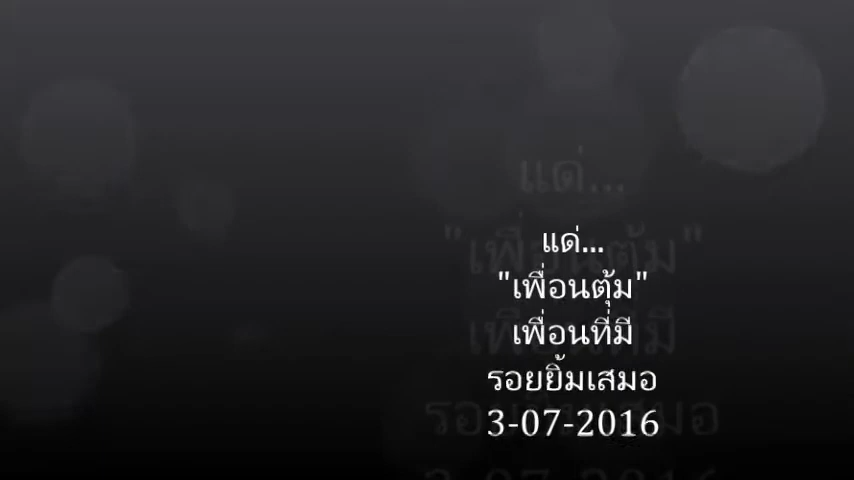 แด่...
"เพื่อนตุ้ม"
เพื่อนที่มี
รอยยิ้มเสมอ
3-07-2016